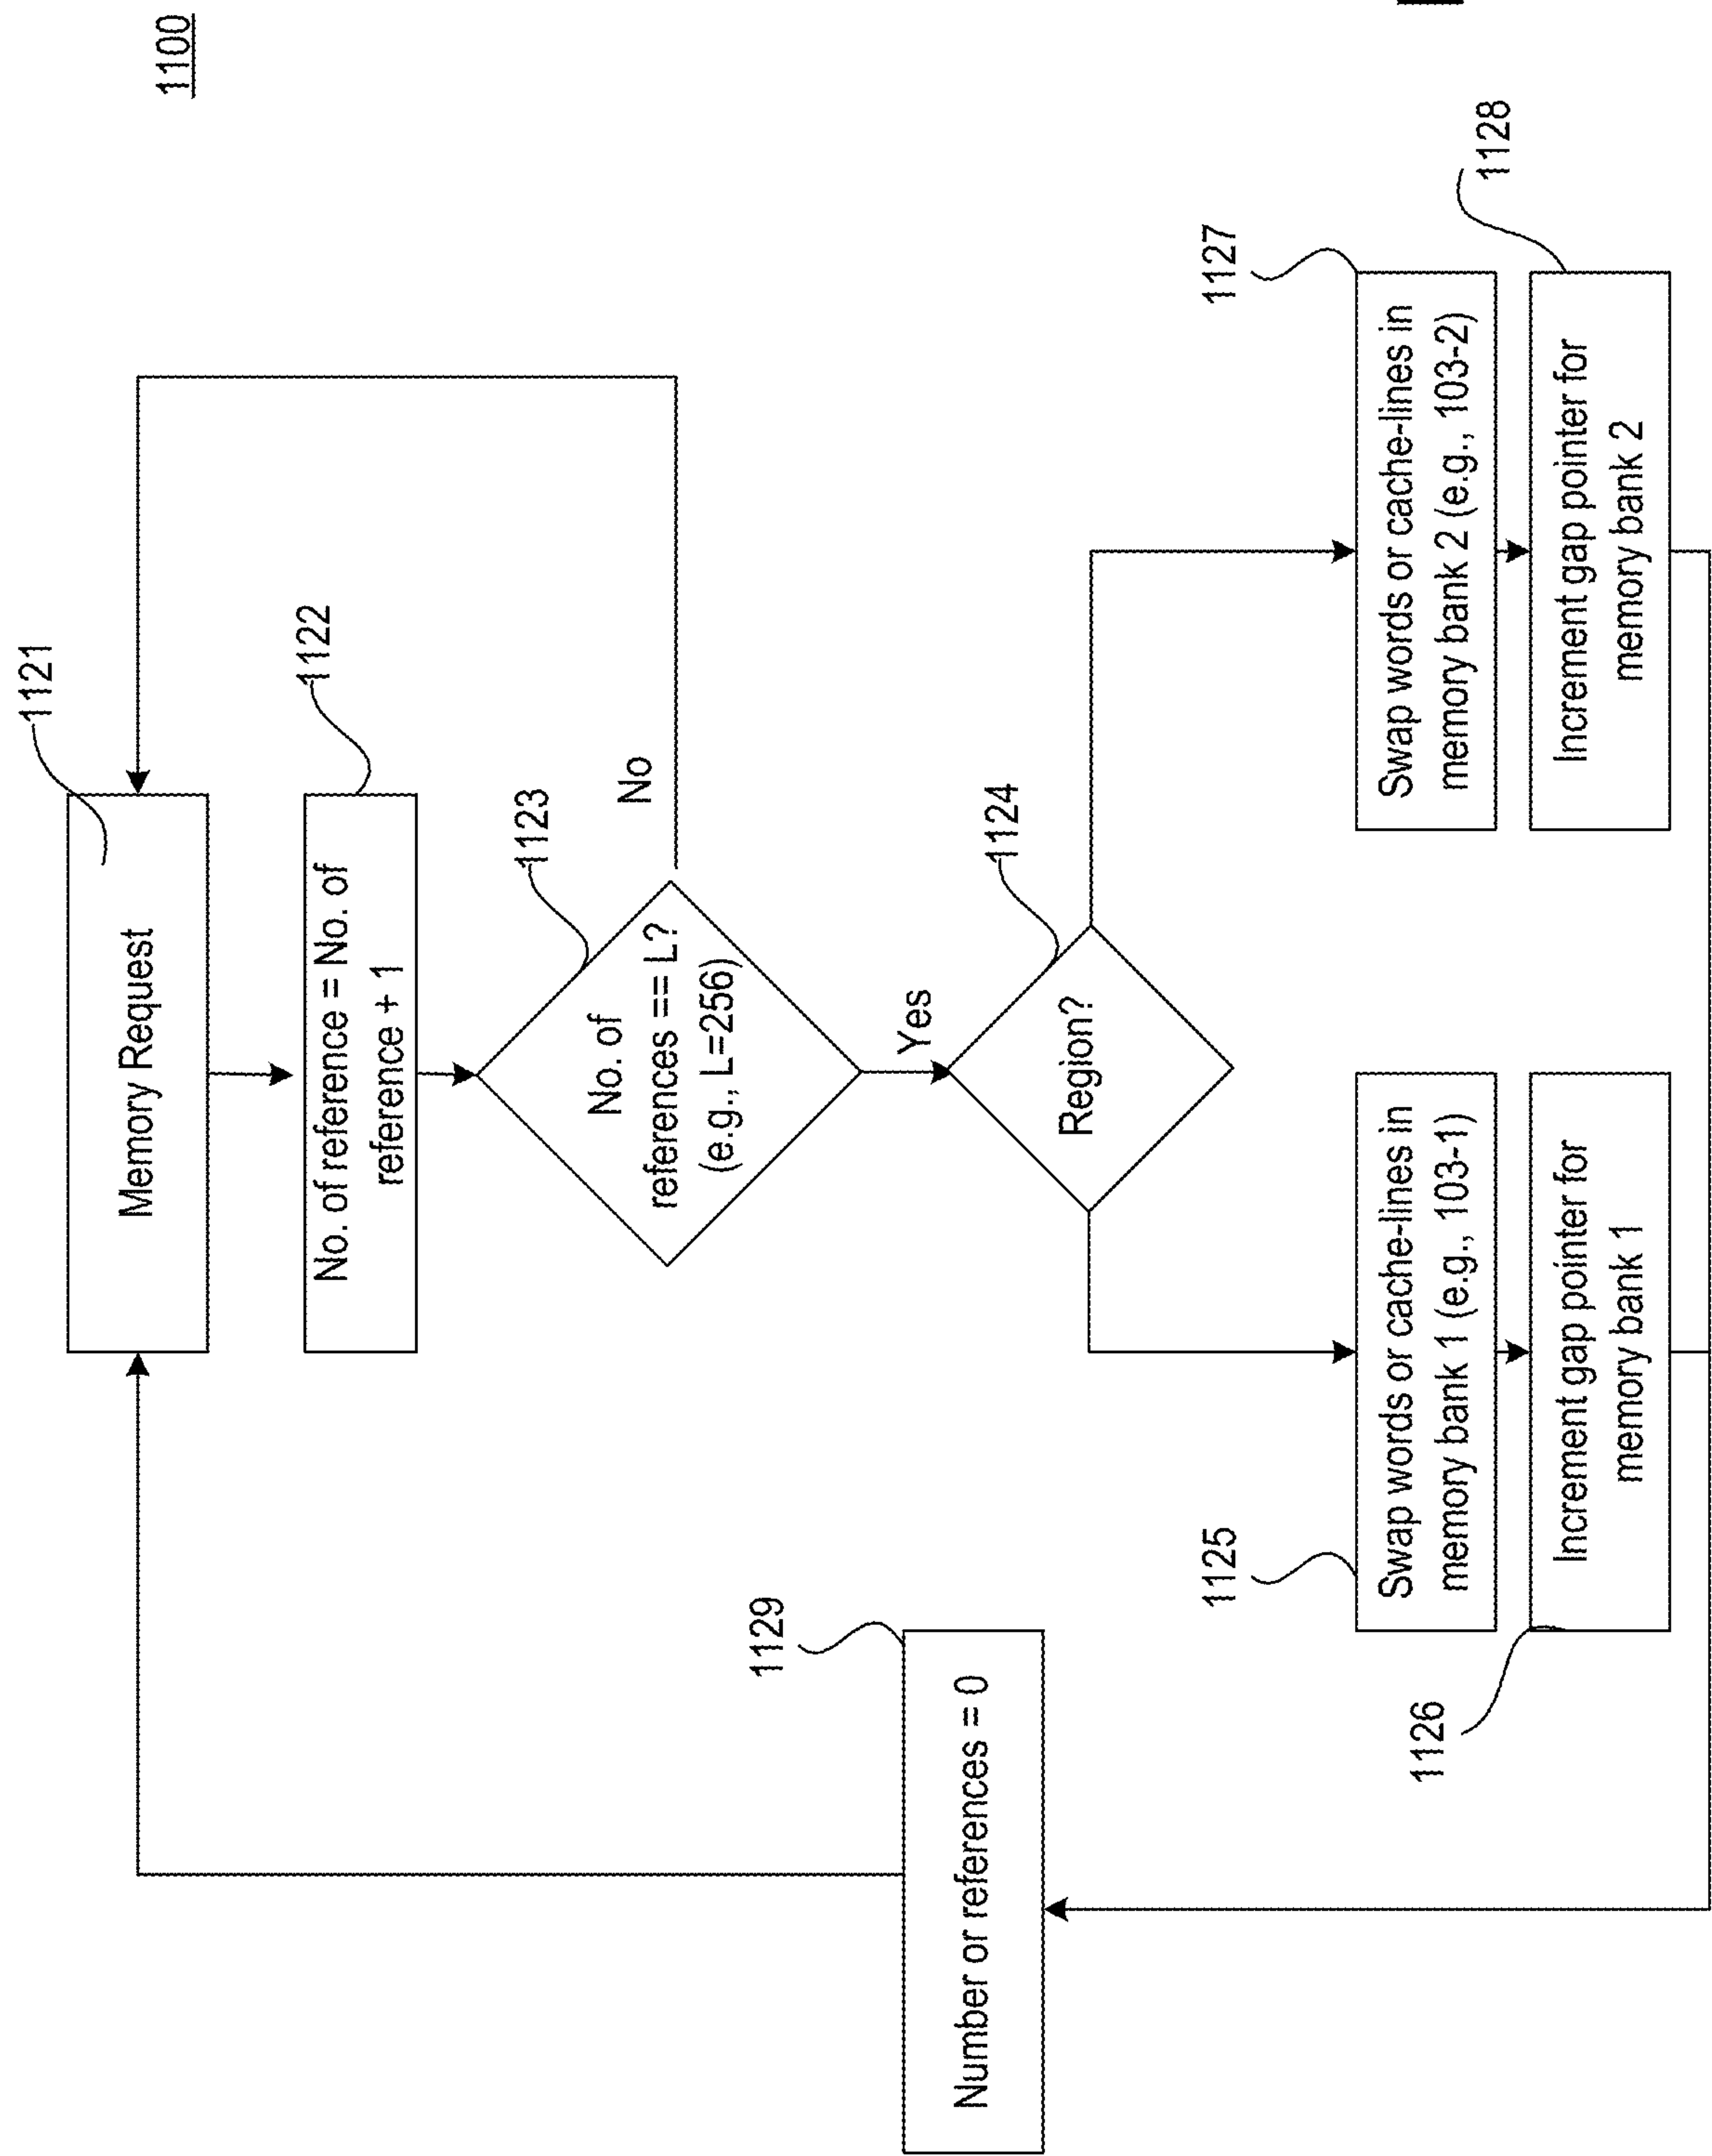 1100
1121
Memory Request
1122
No. of reference = No. of
reference + 1
1123
No. of
references == L?
(e.g., L=256)
No
Yes
1124
Region?
1125
Swap words or cache-lines in
memory bank 1 (e.g., 103-1)
1126
Increment gap pointer for
memory bank 1
1127
Swap words or cache-lines in
memory bank 2 (e.g., 103-2)
1128
Increment gap pointer for
memory bank 2
1129
Number or references = 0